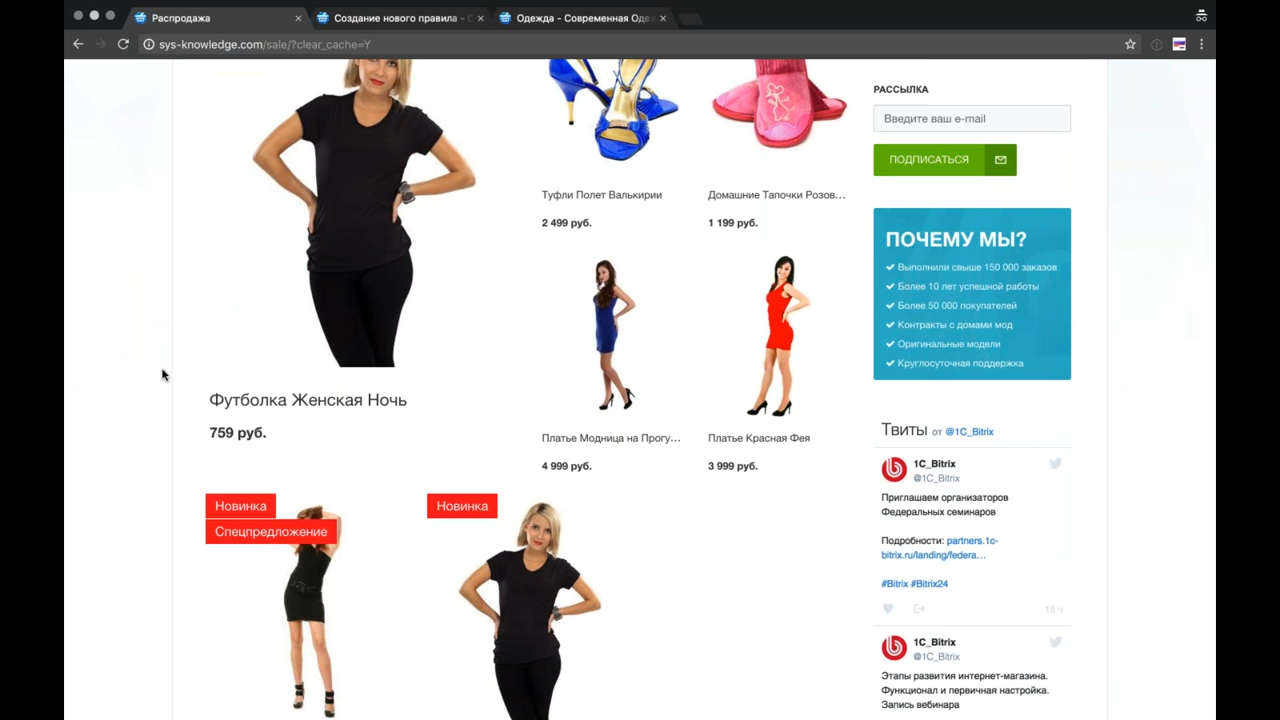 Распродажа
Создание нового правила - С
Одежда - Современная Одеж
sys-knowledge.com/sale/?clear_cache=Y
Туфли Полет Валькирии
2 499 руб.
Домашние Тапочки Розов...
1 199 руб.
Футболка Женская Ночь
759 руб.
Платье Модница на Прогу...
4 999 руб.
Платье Красная Фея
3 999 руб.
Новинка
Спецпредложение
Новинка
РАССЫЛКА
Введите ваш e-mail
ПОДПИСАТЬСЯ
ПОЧЕМУ МЫ?
Выполнили свыше 150 000 заказов
Более 10 лет успешной работы
Более 50 000 покупателей
Контракты с домами мод
Оригинальные модели
Круглосуточная поддержка
Твиты от @1C_Bitrix
1C_Bitrix
@1C_Bitrix
Приглашаем организаторов
Федеральных семинаров
Подробности: partners.1c-
bitrix.ru/landing/federa...
#Bitrix #Bitrix24
16 ч
1C_Bitrix
@1C_Bitrix
Этапы развития интернет-магазина.
Функционал и первичная настройка.
Запись вебинара